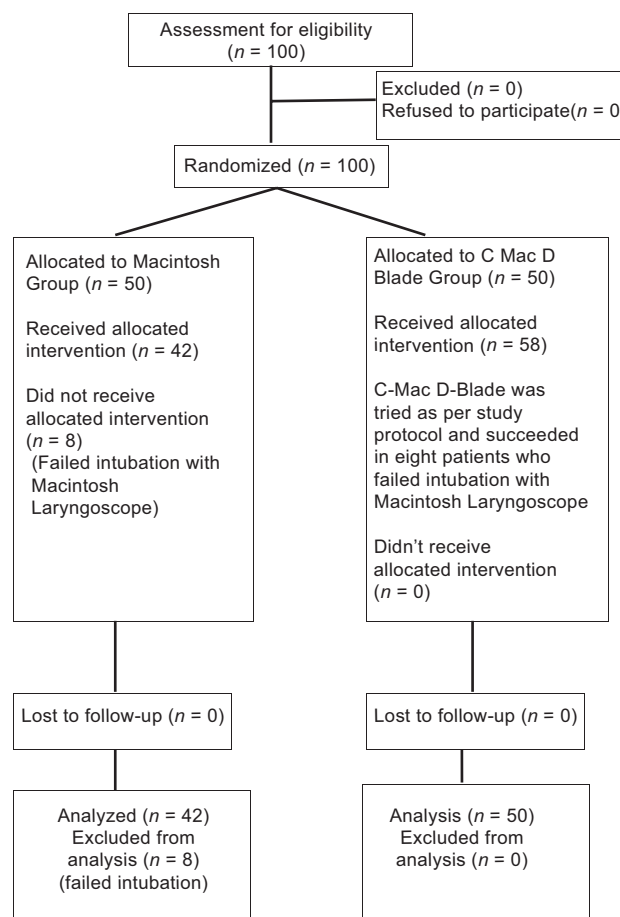 Assessment for eligibility
(n = 100)
Excluded (n = 0)
Refused to participate(n = 0
Randomized (n = 100)
Allocated to Macintosh
Group (n = 50)
Received allocated
intervention (n = 42)
Did not receive
allocated intervention
(n = 8)
(Failed intubation with
Macintosh
Laryngoscope)
Allocated to C Mac D
Blade Group (n = 50)
Received allocated
intervention (n = 58)
C-Mac D-Blade was
tried as per study
protocol and succeeded
in eight patients who
failed intubation with
Macintosh Laryngoscope
Didn't receive
allocated intervention
(n = 0)
Lost to follow-up (n = 0)
Lost to follow-up (n = 0)
Analyzed (n = 42)
Excluded from
analysis (n = 8)
(failed intubation)
Analysis (n = 50)
Excluded from
analysis (n = 0)